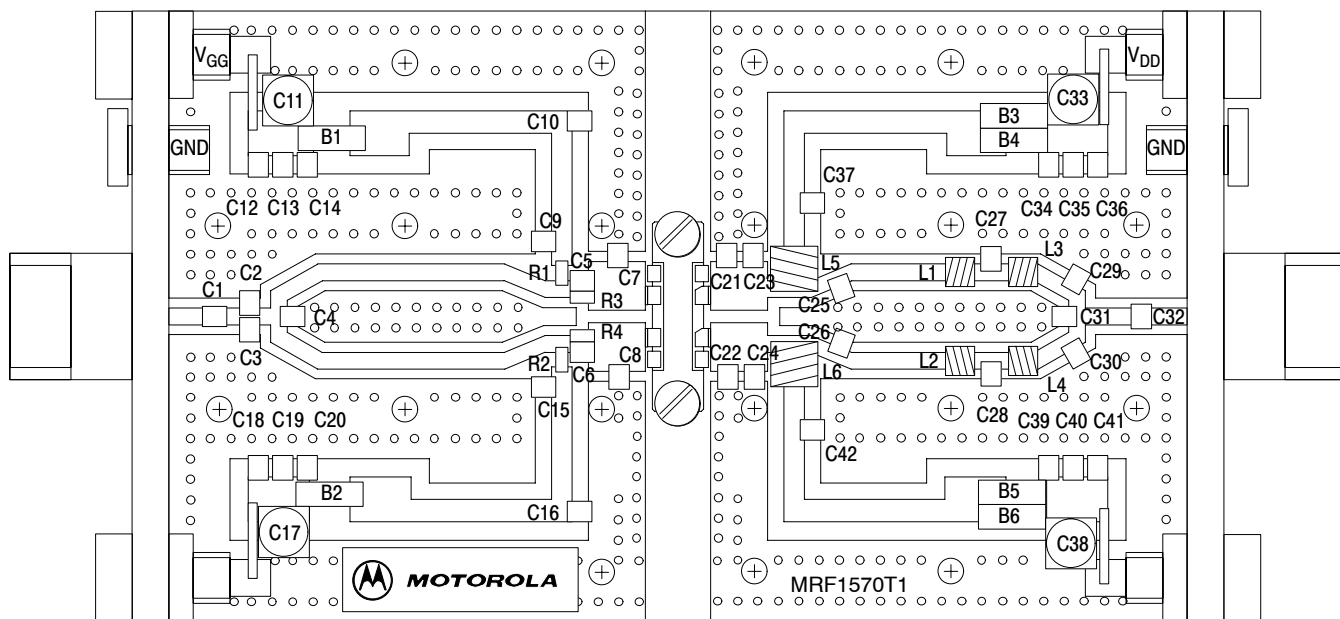 VGG
VDD
C11
C33
B1
C10
B3
B4
GND
GND
C37
C12 C13 C14
C9
C27
C34 C35 C36
C2
R1
C5
C7
C21 C23
L5
L1
L3
C29
C1
C4
R3
C25
C31
C32
R4
C26
C3
R2
C6
C8
C22 C24
L6
L2
L4
C30
C18 C19 C20
C15
C28
C39 C40 C41
C42
B2
C16
B5
B6
C17
C38
MOTOROLA
MRF1570T1